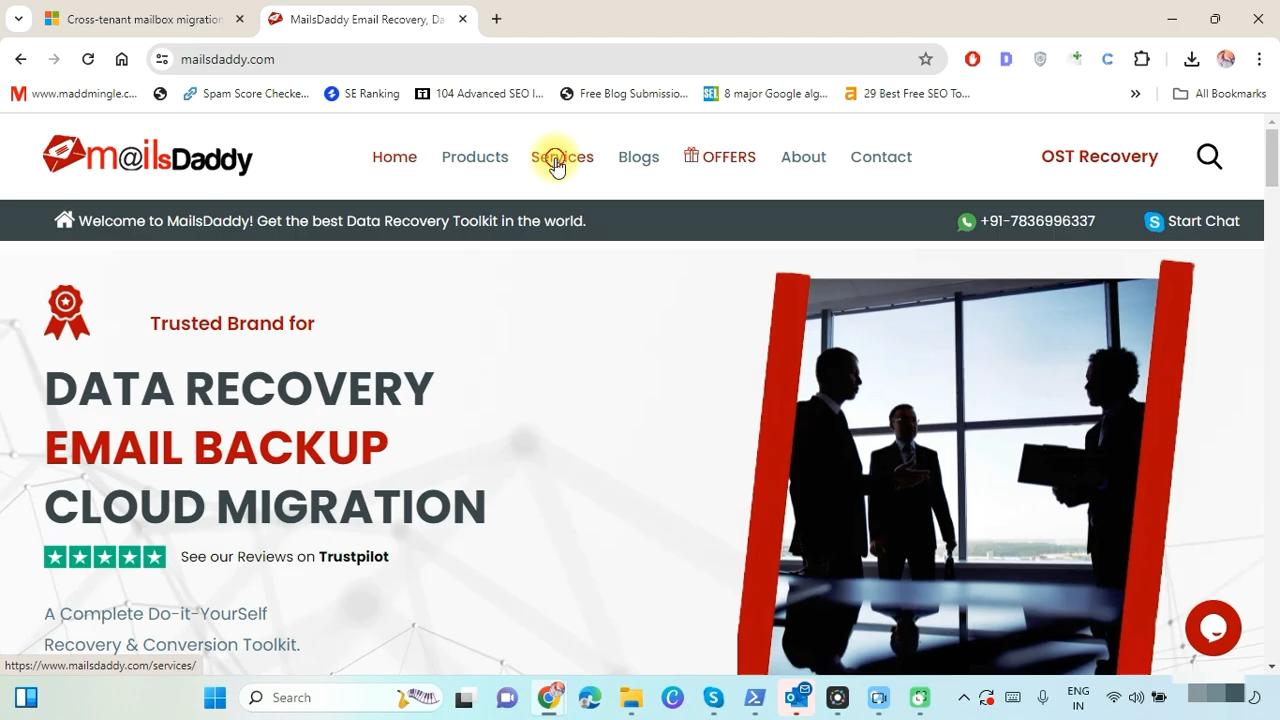 Cross-tenant mailbox migration
MailsDaddy Email Recovery, Da
mailsdaddy.com
www.maddmingle.c...
Spam Score Checke...
SE Ranking
104 Advanced SEO I...
Free Blog Submissio...
8 major Google alg...
29 Best Free SEO To...
All Bookmarks
m@ilsDaddy
Home
Products
Services
Blogs
OFFERS
About
Contact
OST Recovery
Welcome to MailsDaddy! Get the best Data Recovery Toolkit in the world.
+91-7836996337
Start Chat
Trusted Brand for
DATA RECOVERY
EMAIL BACKUP
CLOUD MIGRATION
See our Reviews on Trustpilot
A Complete Do-it-YourSelf
Recovery & Conversion Toolkit.
https://www.mailsdaddy.com/services/
Search
ENG
IN